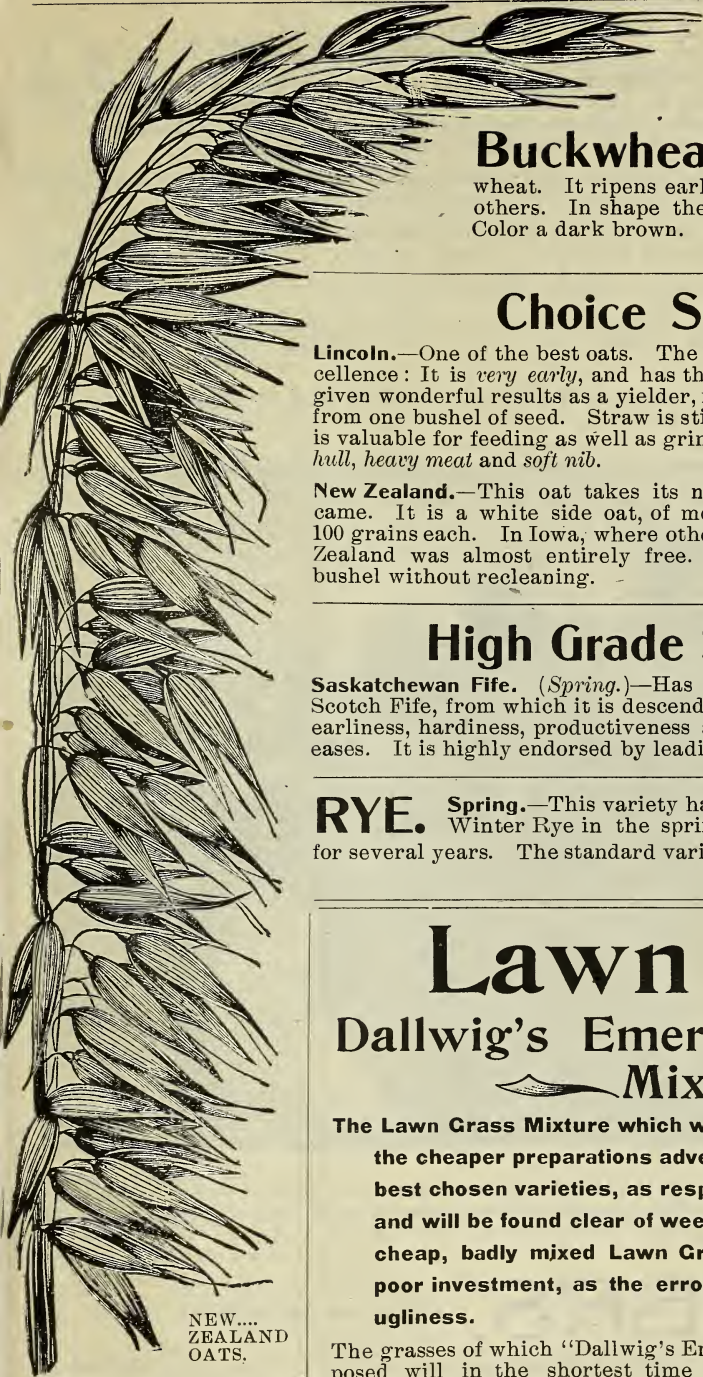 Buckwhea
wheat. It ripens earl
others. In shape the
Color a dark brown.
Choice S
Lincoln.—One of the best oats. The
cellence: It is very early, and has th
given wonderful results as a yielder,
from one bushel of seed. Straw is sti
is valuable for feeding as well as grin
hull, heavy meat and soft nib.
New Zealand.—This oat takes its n
came. It is a white side oat, of me
100 grains each. In Iowa, where othe
Zealand was almost entirely free.
bushel without recleaning.
High Grade
Saskatchewan Fife. (Spring.)—Has
Scotch Fife, from which it is descend
earliness, hardiness, productiveness
eases. It is highly endorsed by leadi
RYE. Spring.—This variety ha
Winter Rye in the spri
for several years. The standard vari
Lawn
Dallwig's Emer
Mix
The Lawn Grass Mixture which w
the cheaper preparations adve
best chosen varieties, as resp
and will be found clear of wee
cheap, badly mixed Lawn Gr
poor investment, as the erro
ugliness.
The grasses of which "Dallwig's En
posed will in the shortest time
NEW....
ZEALAND
OATS.